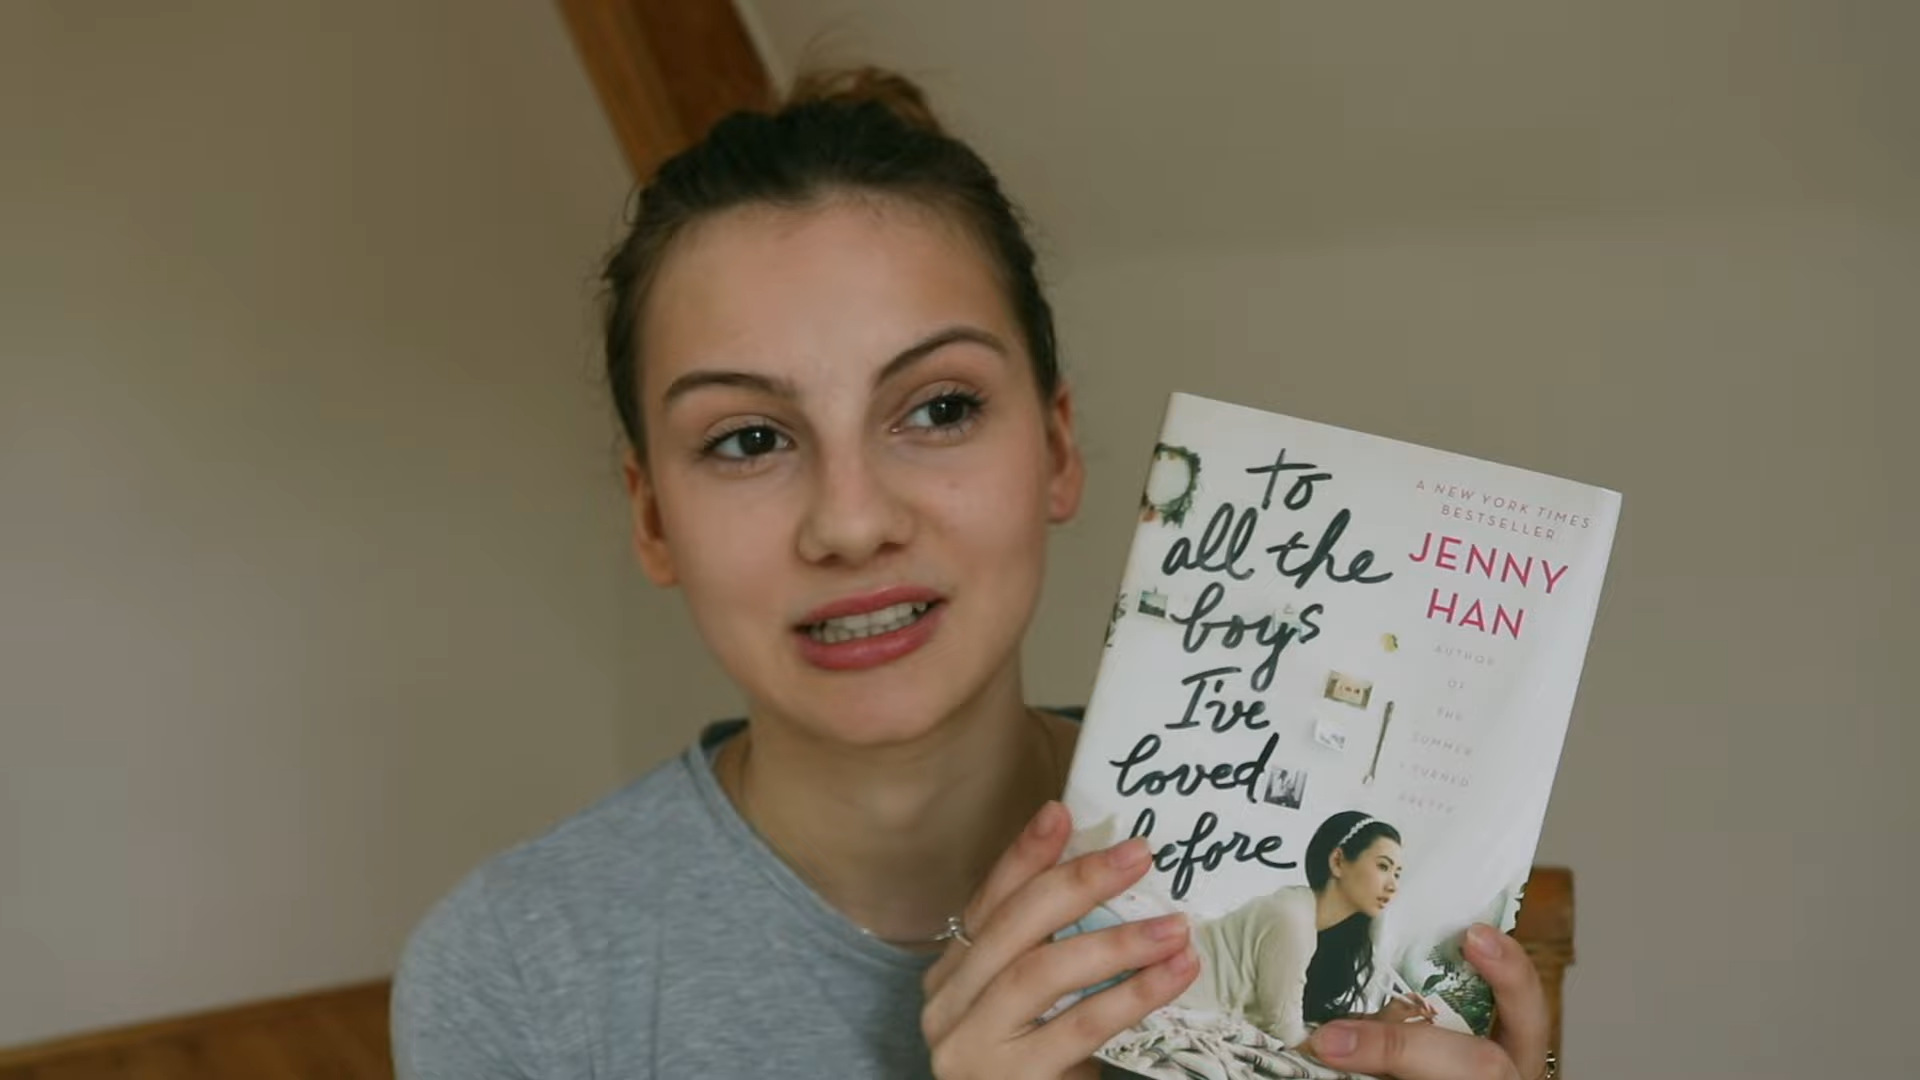 to
all the
boys
I've
loved
before
A NEW YORK TIMES
BESTSELLER
JENNY
HAN
AUTHOR
OF
THE
SUMMER
I TURNED
PRETTY